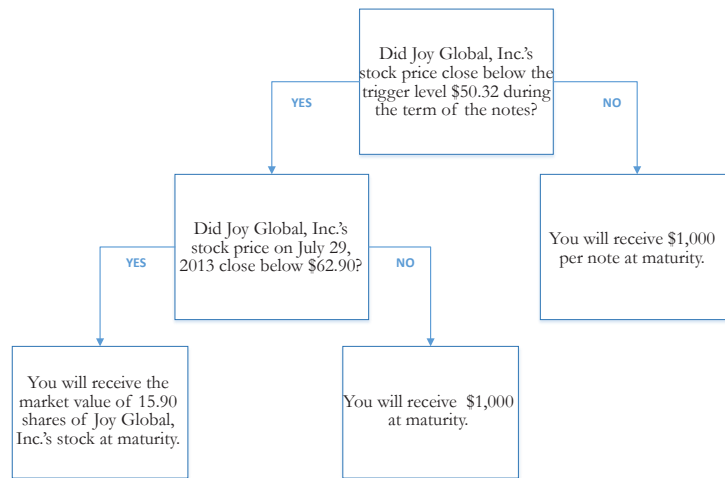 Did Joy Global, Inc.'s
stock price close below the
trigger level $50.32 during
the term of the notes?
YES
NO
Did Joy Global, Inc.'s
stock price on July 29,
2013 close below $62.90?
You will receive $1,000
per note at maturity.
YES
NO
You will receive the
market value of 15.90
shares of Joy Global,
Inc.'s stock at maturity.
You will receive $1,000
at maturity.